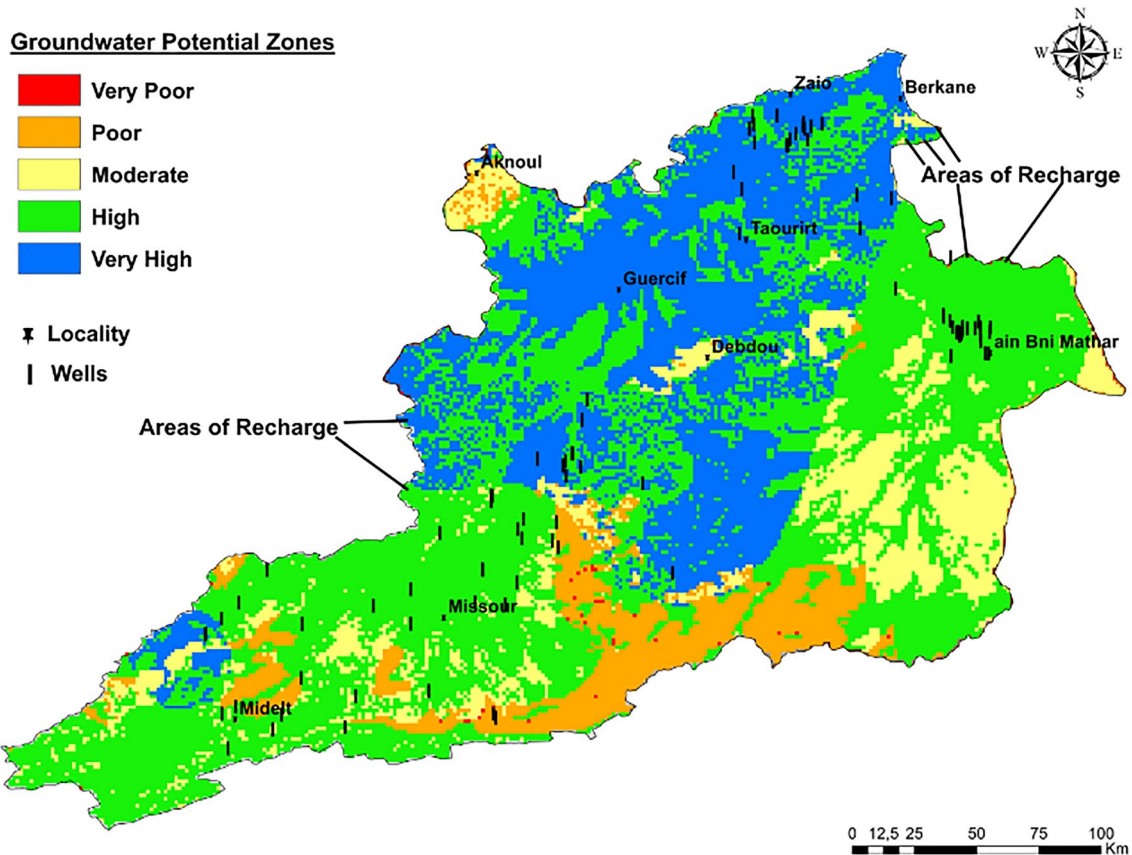 Groundwater Potential Zones
Very Poor
Poor
Moderate
High
Very High
Locality
Wells
N
W E
S
Zaio
Berkane
Aknoul
Areas of Recharge
Taourirt
Guercif
Debdou
ain Bni Mathar
Areas of Recharge
Missour
Midelt
0 12,5 25 50 75 100
Km